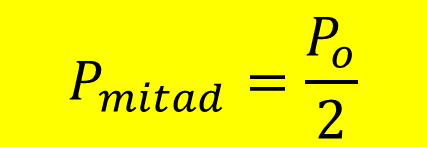 P_mitad = P_o / 2